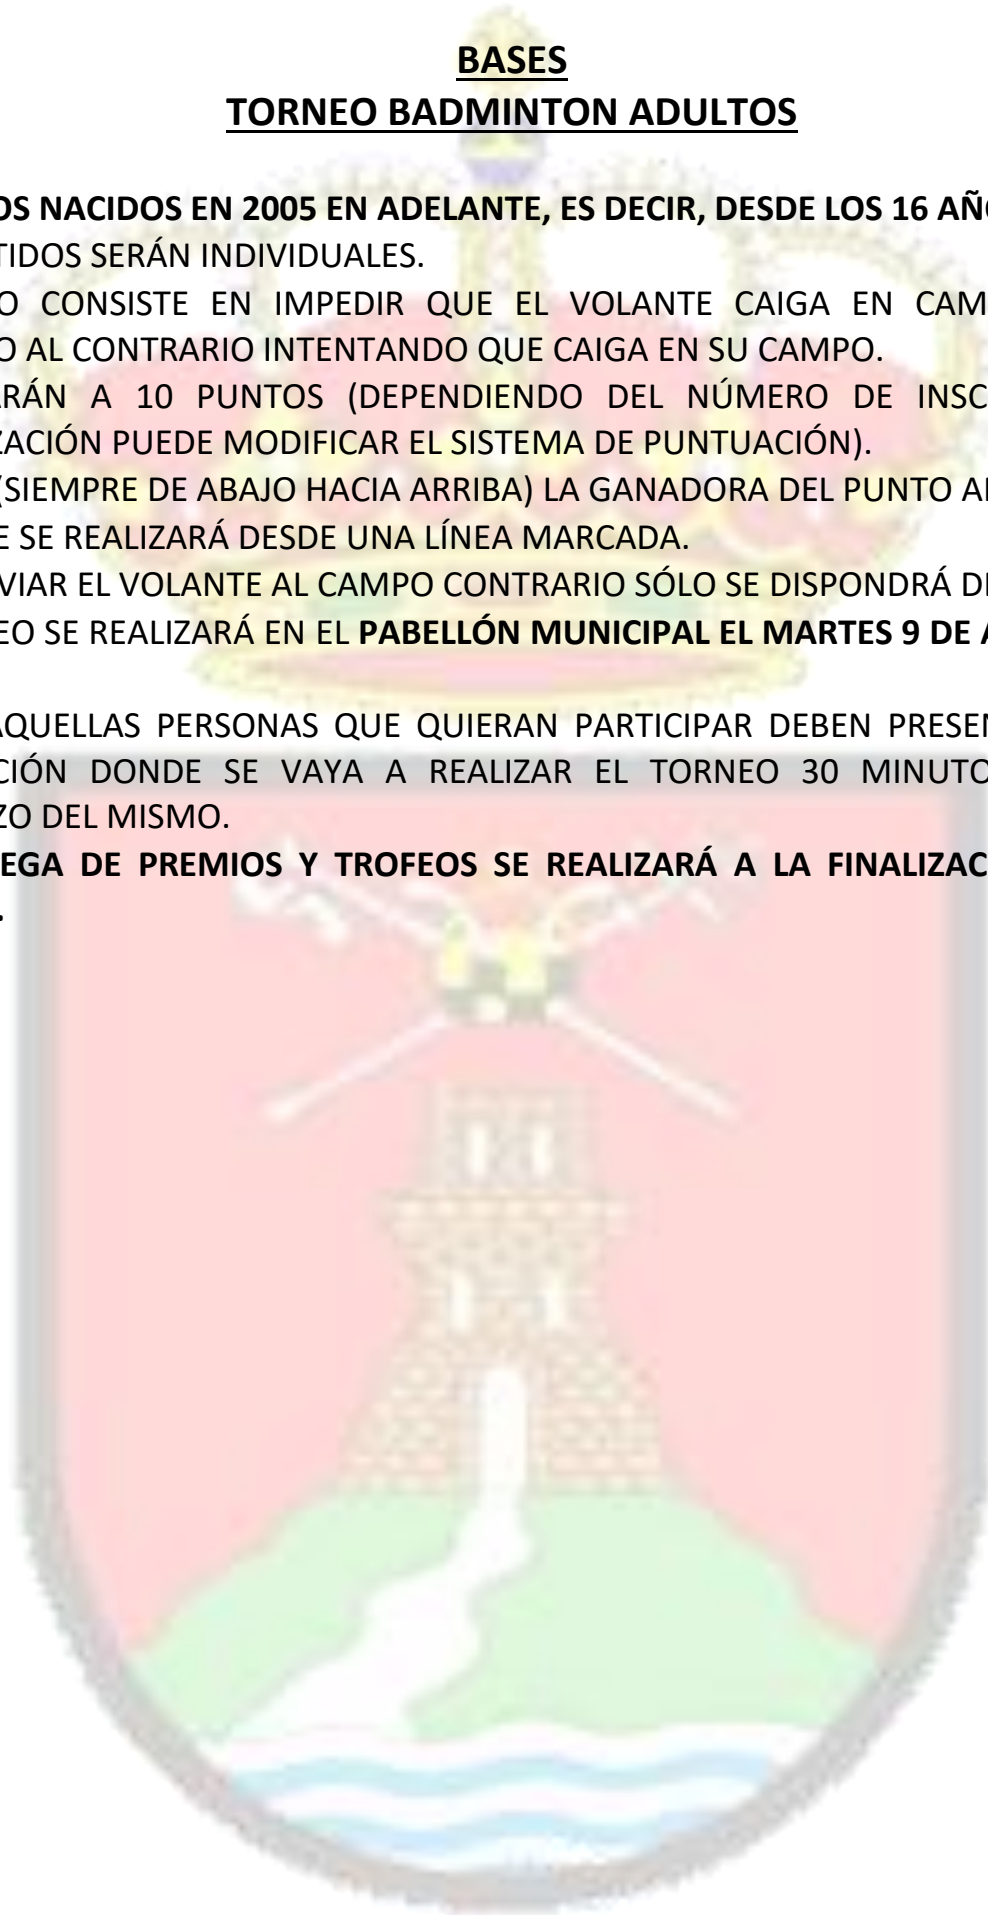 BASES
TORNEO BADMINTON ADULTOS
OS NACIDOS EN 2005 EN ADELANTE, ES DECIR, DESDE LOS 16 AÑO
TIDOS SERÁN INDIVIDUALES.
O CONSISTE EN IMPEDIR QUE EL VOLANTE CAIGA EN CAM
O AL CONTRARIO INTENTANDO QUE CAIGA EN SU CAMPO.
ARÁN A 10 PUNTOS (DEPENDIENDO DEL NÚMERO DE INSC
ZACIÓN PUEDE MODIFICAR EL SISTEMA DE PUNTUACIÓN).
(SIEMPRE DE ABAJO HACIA ARRIBA) LA GANADORA DEL PUNTO A
E SE REALIZARÁ DESDE UNA LÍNEA MARCADA.
VIAR EL VOLANTE AL CAMPO CONTRARIO SÓLO SE DISPONDRÁ D
EO SE REALIZARÁ EN EL PABELLÓN MUNICIPAL EL MARTES 9 DE A
AQUELLAS PERSONAS QUE QUIERAN PARTICIPAR DEBEN PRESEN
CIÓN DONDE SE VAYA A REALIZAR EL TORNEO 30 MINUTO
ZO DEL MISMO.
EGA DE PREMIOS Y TROFEOS SE REALIZARÁ A LA FINALIZAC
.